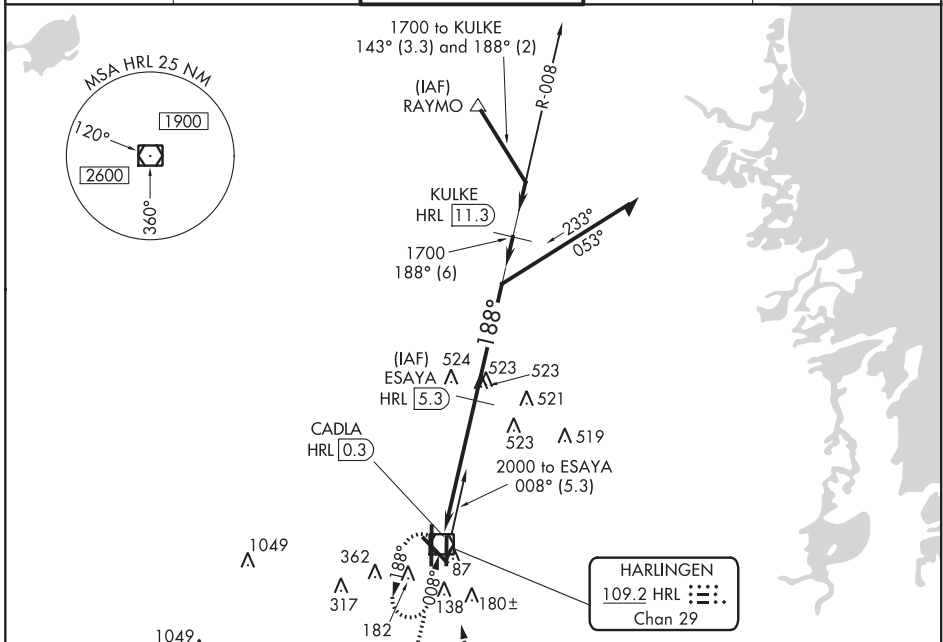 1700 to KULKE
143° (3.3) and 188° (2)
MSA HRL 25 NM
1900
120°
2600
360°
R-008
(IAF)
RAYMO
KULKE
HRL 11.3
233°
053°
1700
188° (6)
188°
(IAF)
ESAYA
HRL 5.3
524
523
523
521
523
519
CADLA
HRL 0.3
2000 to ESAYA
008° (5.3)
1049
362
188°
008°
87
317
138
180±
182
HARLINGEN
109.2 HRL
Chan 29
1049